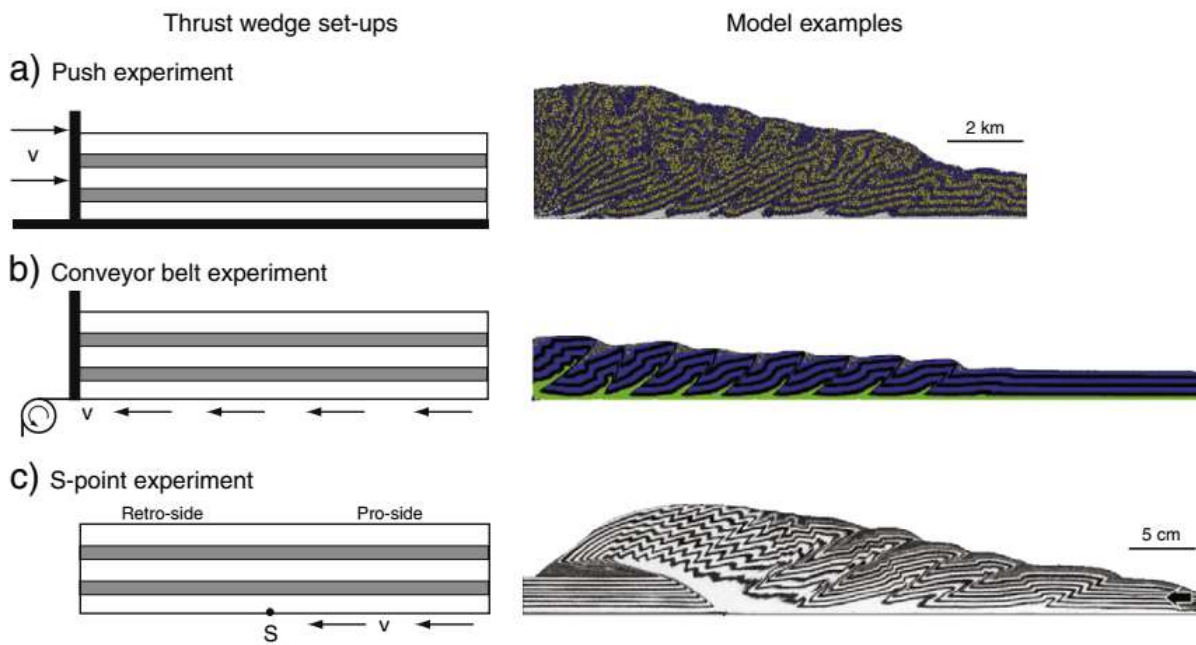 Thrust wedge set-ups
Model examples
a) Push experiment
v
2 km
b) Conveyor belt experiment
v
c) S-point experiment
Retro-side
Pro-side
5 cm
S
v